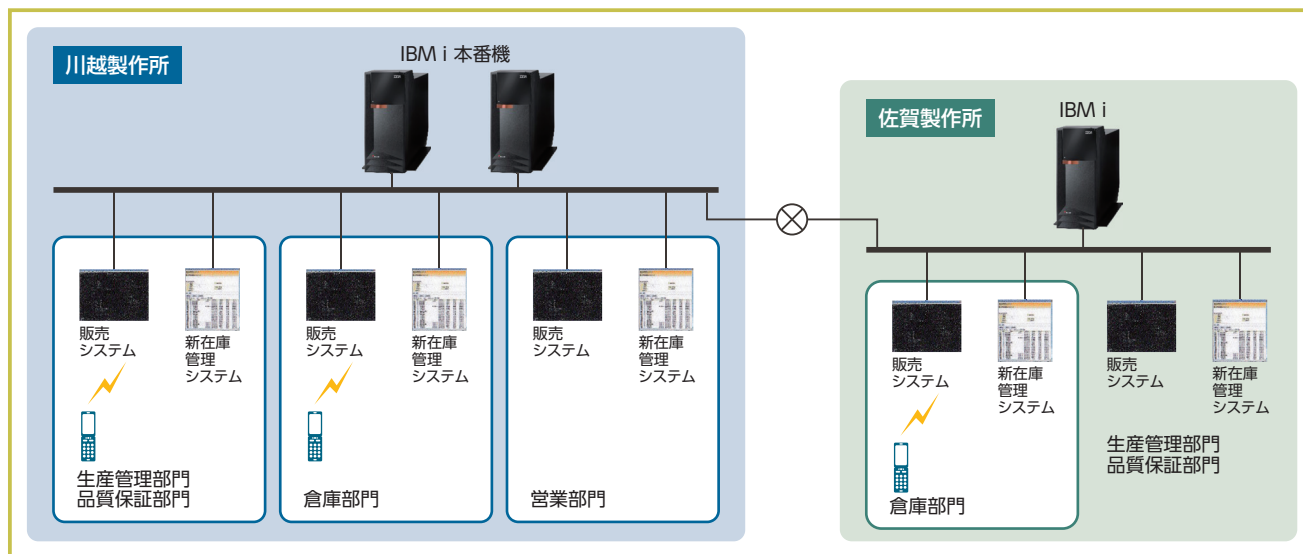 川越製作所
IBM i 本番機
販売
システム
新在庫
管理
システム
生産管理部門
品質保証部門
販売
システム
新在庫
管理
システム
倉庫部門
販売
システム
新在庫
管理
システム
営業部門
佐賀製作所
IBM i
販売
システム
新在庫
管理
システム
倉庫部門
販売
システム
新在庫
管理
システム
生産管理部門
品質保証部門